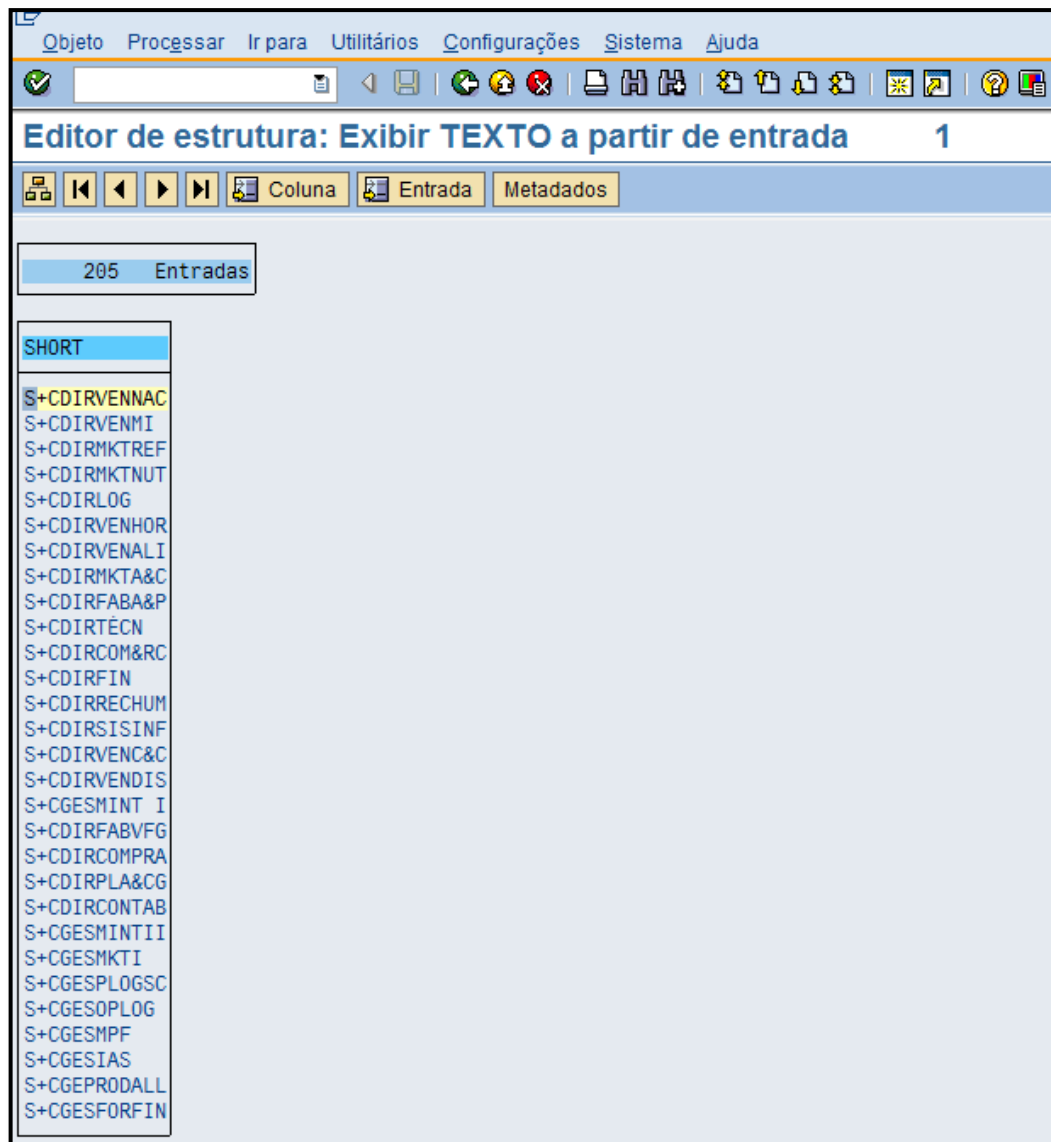 Objeto Processar Ir para Utilitários Configurações Sistema Ajuda
Editor de estrutura: Exibir TEXTO a partir de entrada 1
Coluna Entrada Metadados
205 Entradas
SHORT
S+CDIRVENNAC
S+CDIRVENMI
S+CDIRMKTREF
S+CDIRMKTNUT
S+CDIRLOG
S+CDIRVENHOR
S+CDIRVENALI
S+CDIRMKTA&C
S+CDIRFABA&P
S+CDIRTÉCN
S+CDIRCOM&RC
S+CDIRFIN
S+CDIRRECHUM
S+CDIRSISINF
S+CDIRVENC&C
S+CDIRVENDIS
S+CGESMINT I
S+CDIRFABVFG
S+CDIRCOMPRA
S+CDIRPLA&CG
S+CDIRCONTAB
S+CGESMINTII
S+CGESMKTI
S+CGESPLOGSC
S+CGESOPLOG
S+CGESMPF
S+CGESIAS
S+CGEPRODALL
S+CGESFORFIN